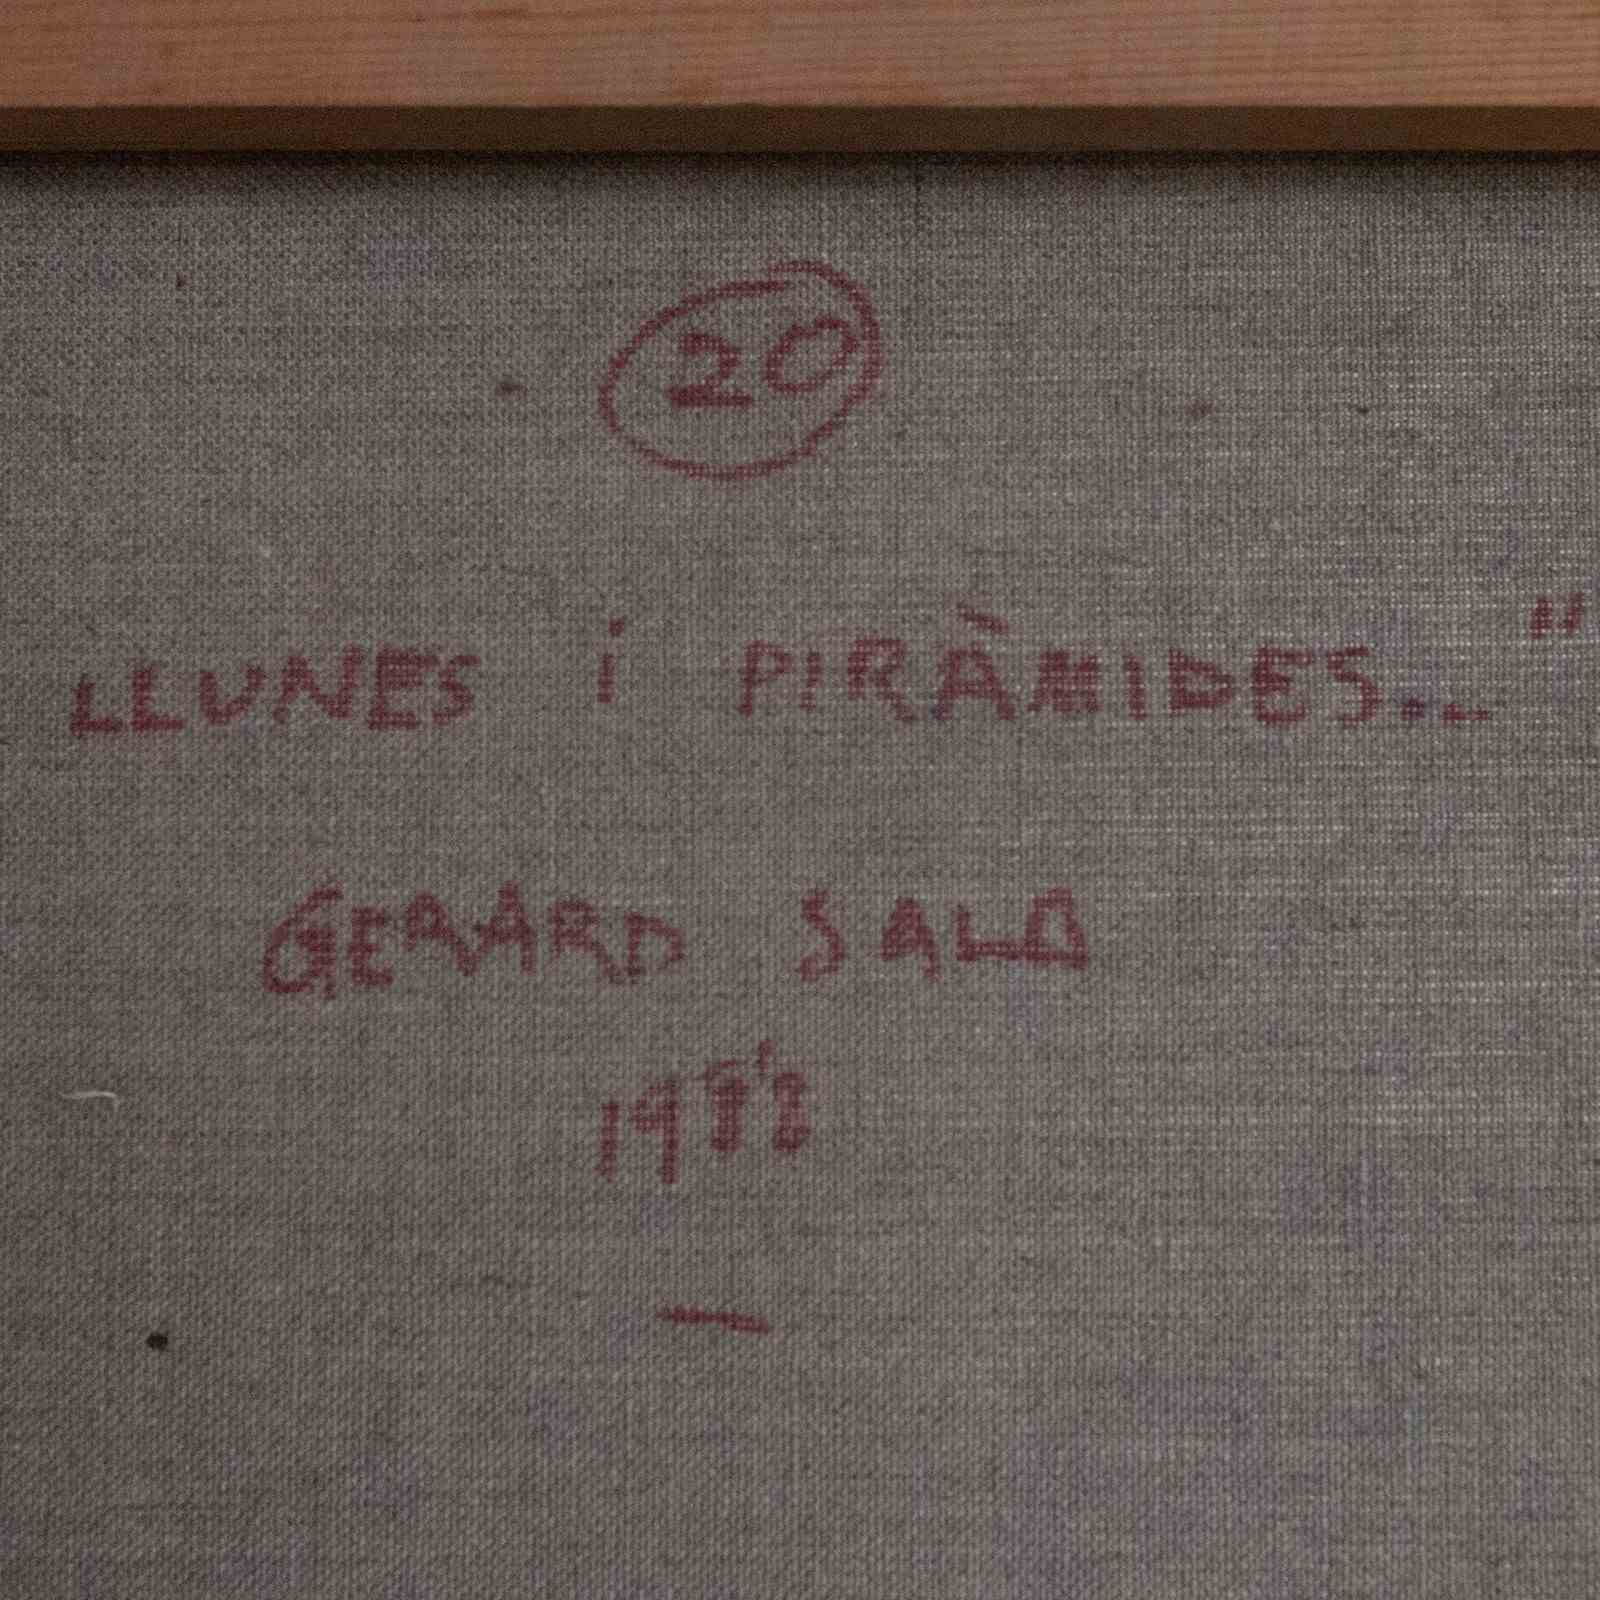 20
LLUNES i PIRÀMIDES..."
GERARD SALA
1988